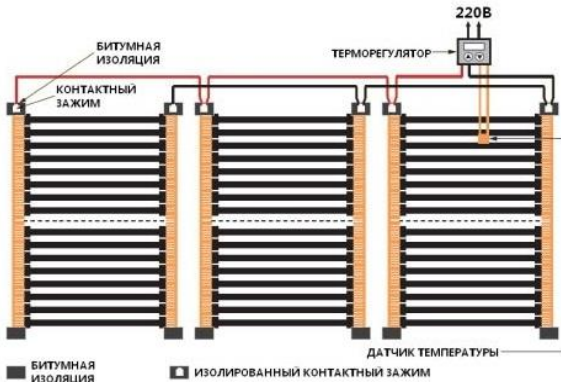 220В
БИТУМНАЯ
ИЗОЛЯЦИЯ
ТЕРМОРЕГУЛЯТОР
КОНТАКТНЫЙ
ЗАЖИМ
ДАТЧИК ТЕМПЕРАТУРЫ
БИТУМНАЯ
ИЗОЛЯЦИЯ
ИЗОЛИРОВАННЫЙ КОНТАКТНЫЙ ЗАЖИМ